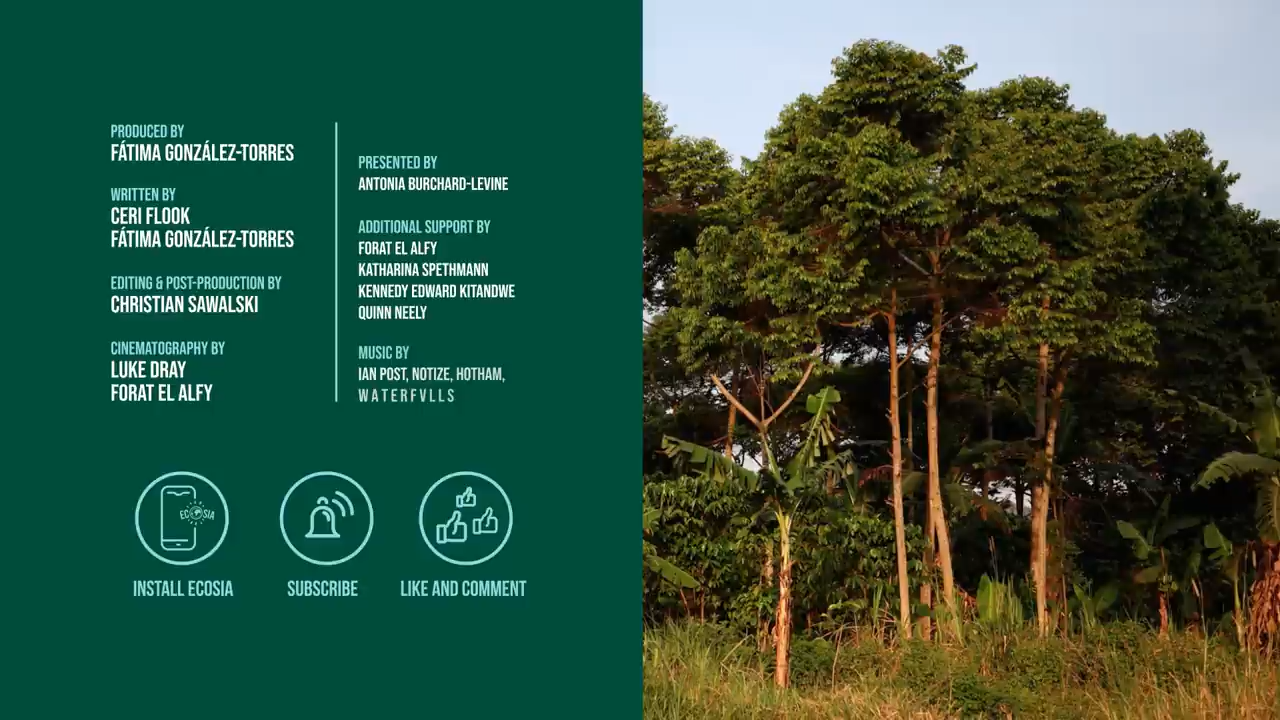 PRODUCED BY
FÁTIMA GONZÁLEZ-TORRES
WRITTEN BY
CERI FLOOK
FÁTIMA GONZÁLEZ-TORRES
EDITING & POST-PRODUCTION BY
CHRISTIAN SAWALSKI
CINEMATOGRAPHY BY
LUKE DRAY
FORAT EL ALFY
PRESENTED BY
ANTONIA BURCHARD-LEVINE
ADDITIONAL SUPPORT BY
FORAT EL ALFY
KATHARINA SPETHMANN
KENNEDY EDWARD KITANDWE
QUINN NEELY
MUSIC BY
IAN POST, NOTIZE, HOTHAM,
WATERFVLLS
ECOSIA
INSTALL ECOSIA
SUBSCRIBE
LIKE AND COMMENT